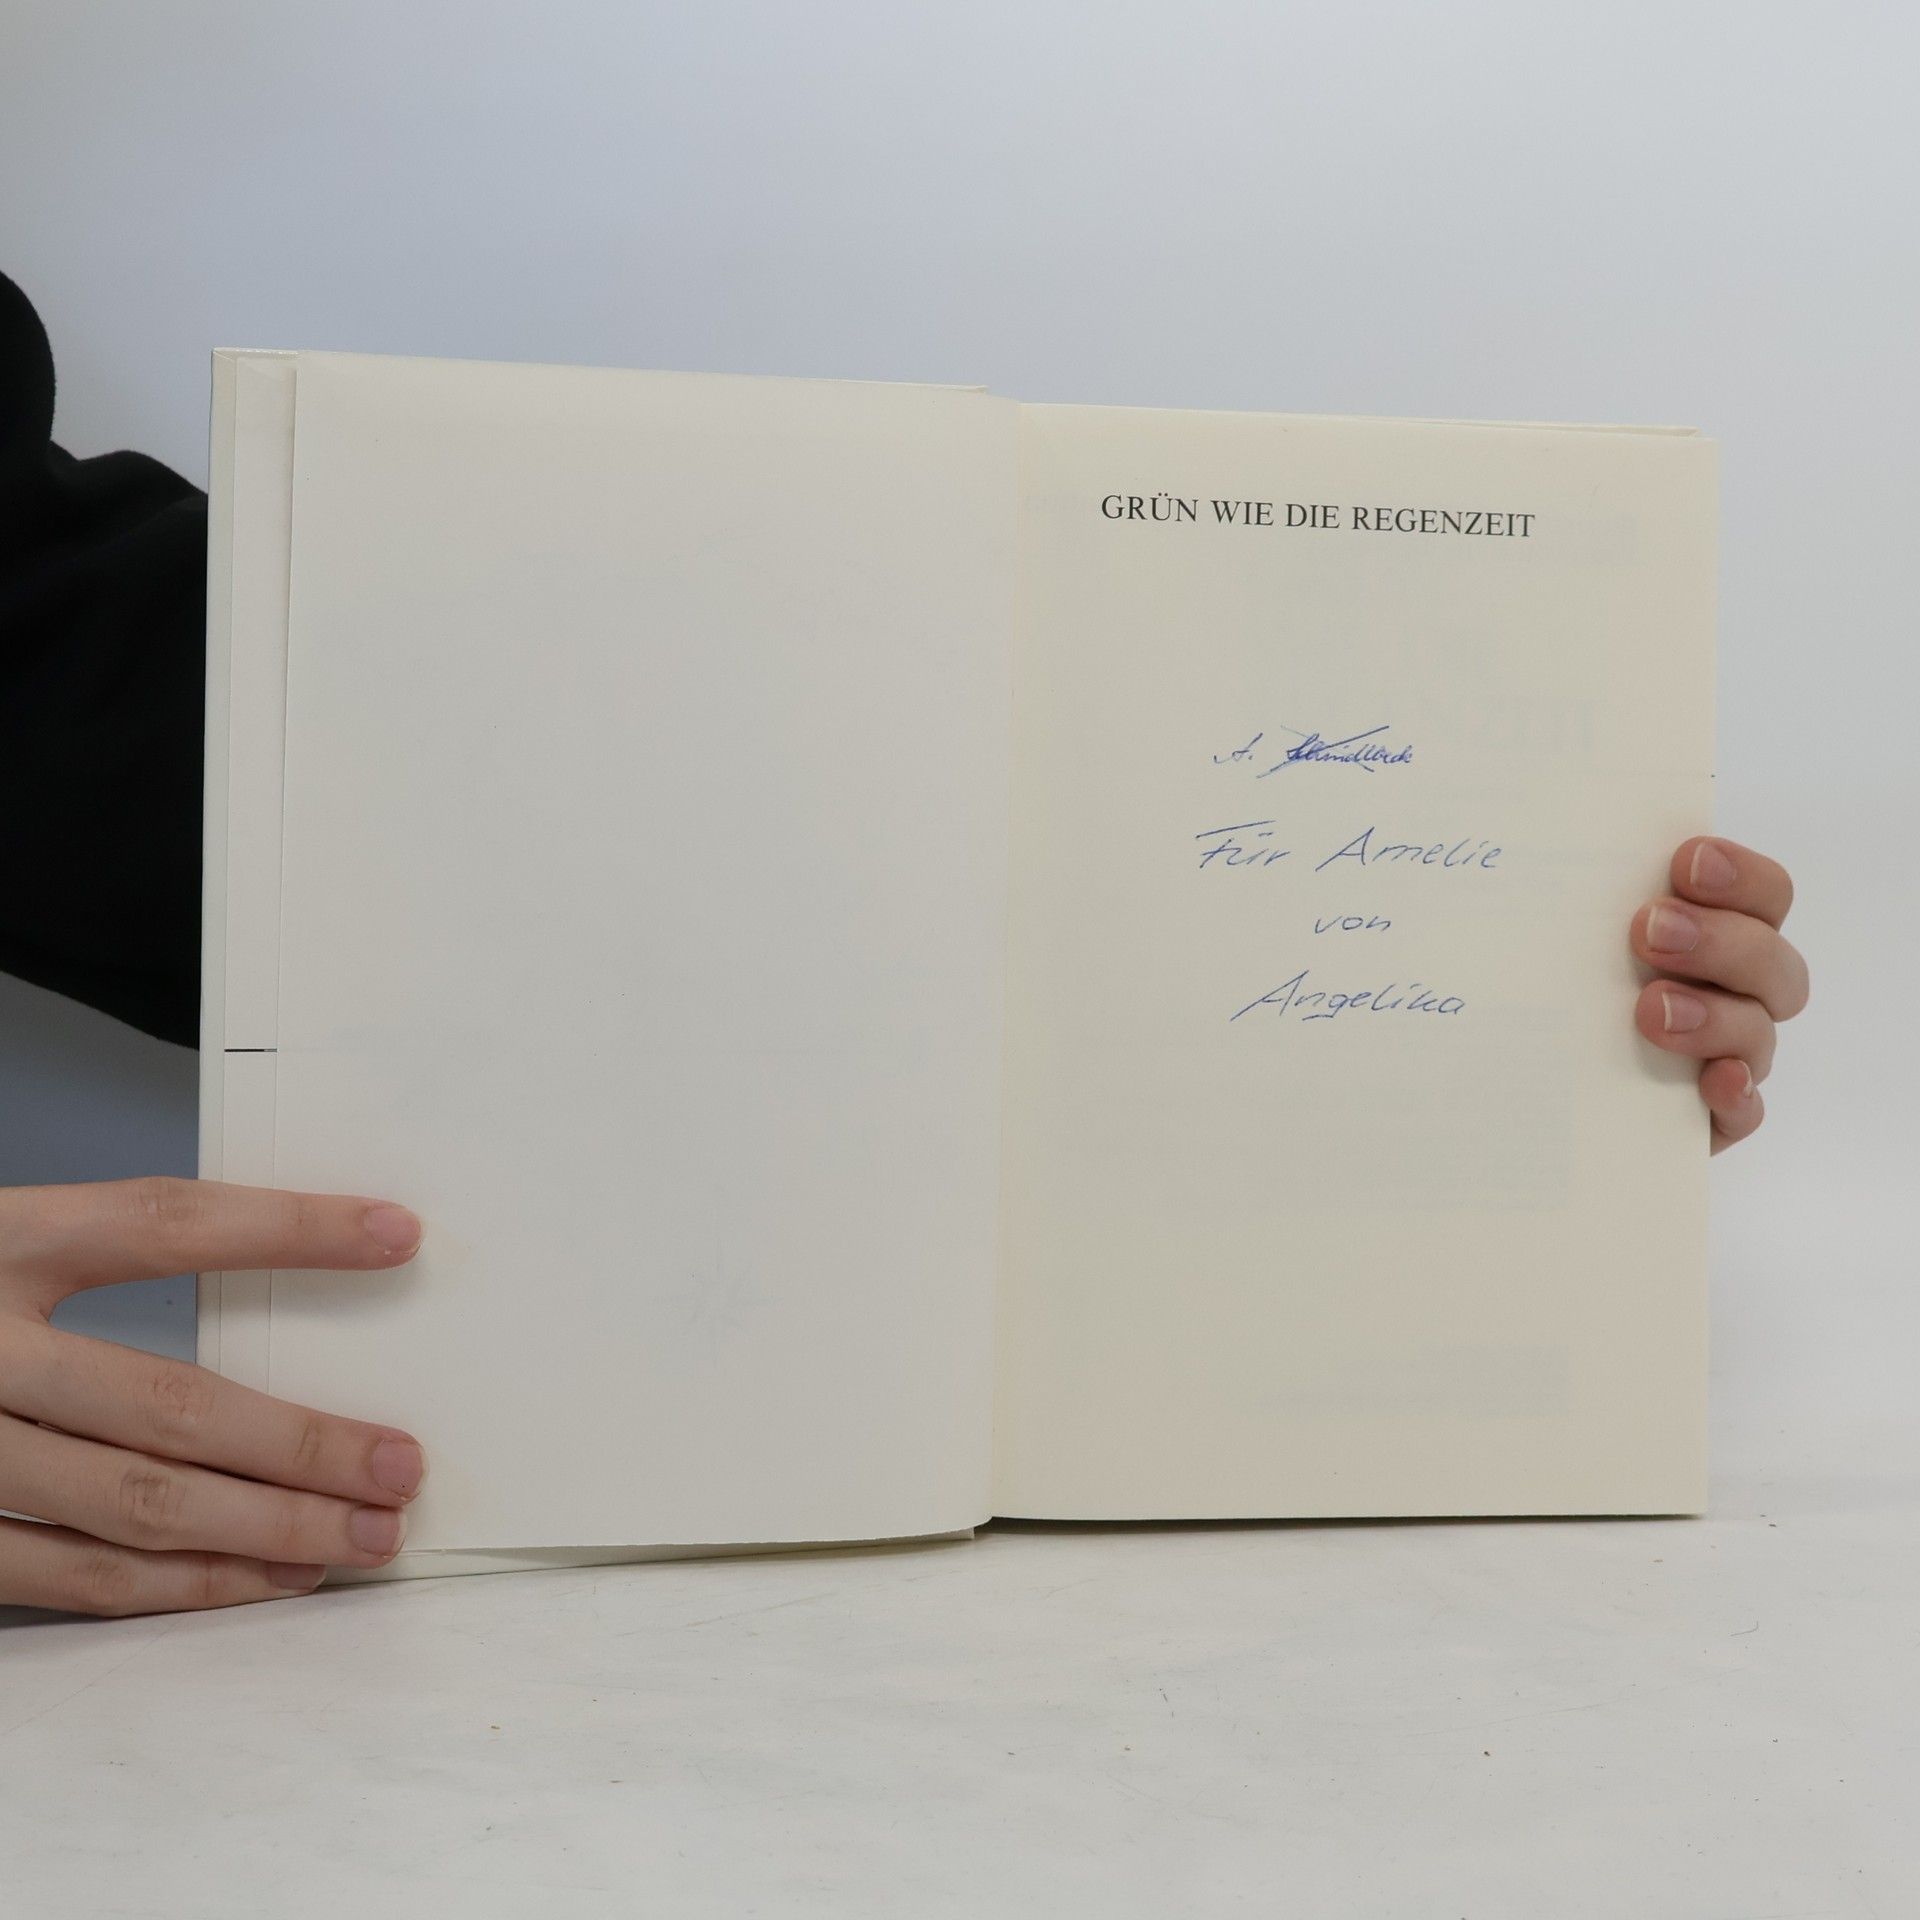 GRÜN WIE DIE REGENZEIT
A.
Für Amelie
von
Angelika